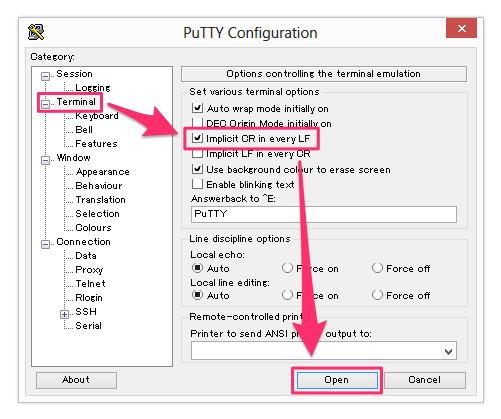 PuTTY Configuration
Category:
Session
Logging
Terminal
Keyboard
Bell
Features
Window
Appearance
Behaviour
Translation
Selection
Colours
Connection
Data
Proxy
Telnet
Rlogin
SSH
Serial
Options controlling the terminal emulation
Set various terminal options
Auto wrap mode initially on
DEC Origin Mode initially on
Implicit CR in every LF
Implicit LF in every CR
Use background colour to erase screen
Enable blinking text
Answerback to ^E:
PuTTY
Line discipline options
Local echo:
Auto Force on Force off
Local line editing:
Auto Force on Force off
Remote-controlled print
Printer to send ANSI output to:
About Open Cancel